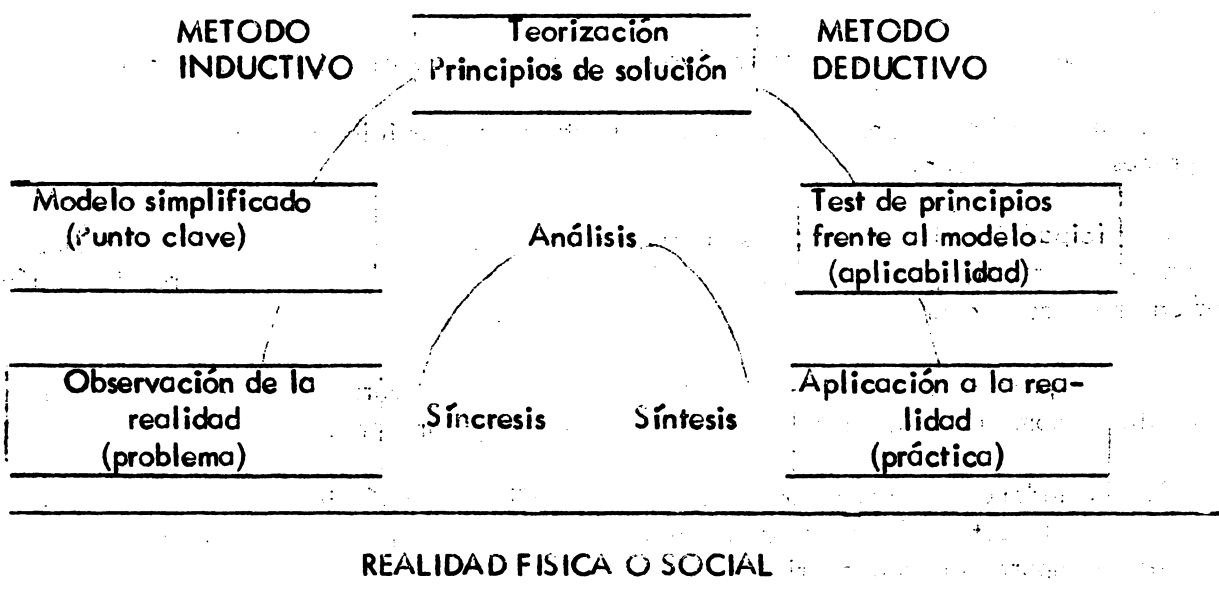 METODO
INDUCTIVO
Teorización
Principios de solución
METODO
DEDUCTIVO
Modelo simplificado
(Punto clave)
Análisis
Test de principios
frente al modelo
(aplicabilidad)
Observación de la
realidad
(problema)
Síncresis
Síntesis
Aplicación a la rea-
lidad
(práctica)
REALIDAD FISICA O SOCIAL